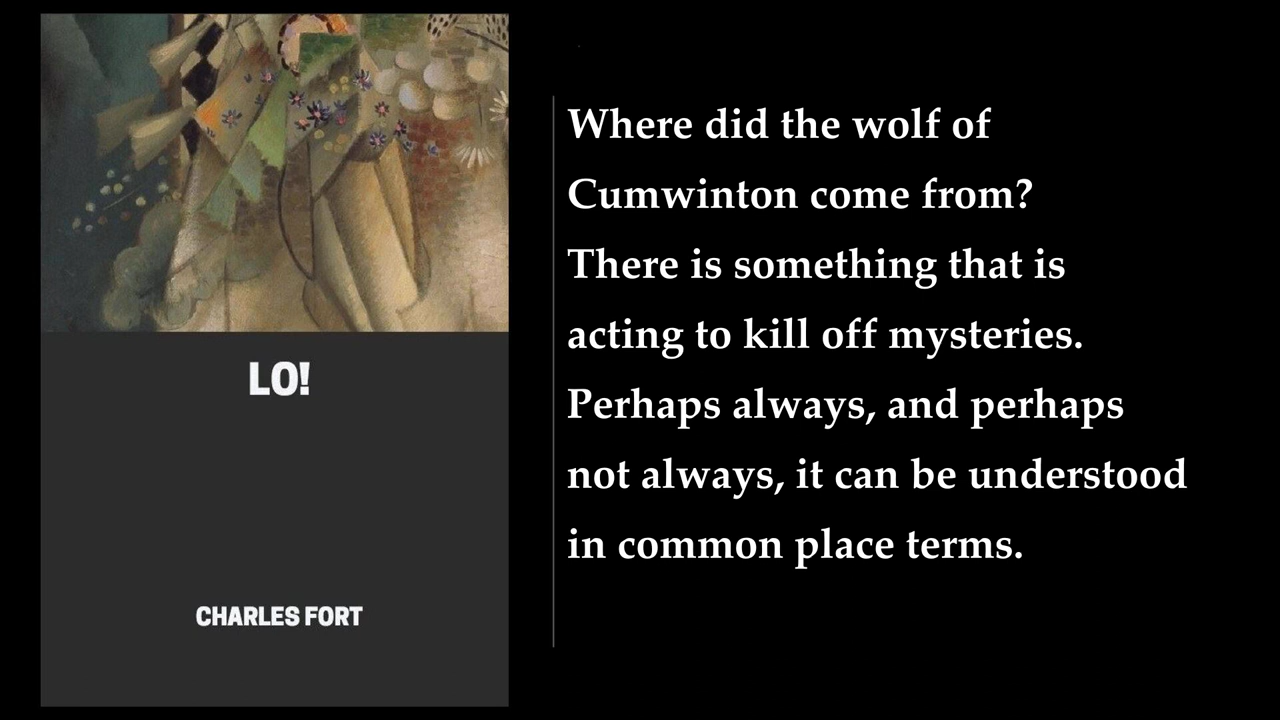 LO!
CHARLES FORT
Where did the wolf of
Cumwinton come from?
There is something that is
acting to kill off mysteries.
Perhaps always, and perhaps
not always, it can be understood
in common place terms.